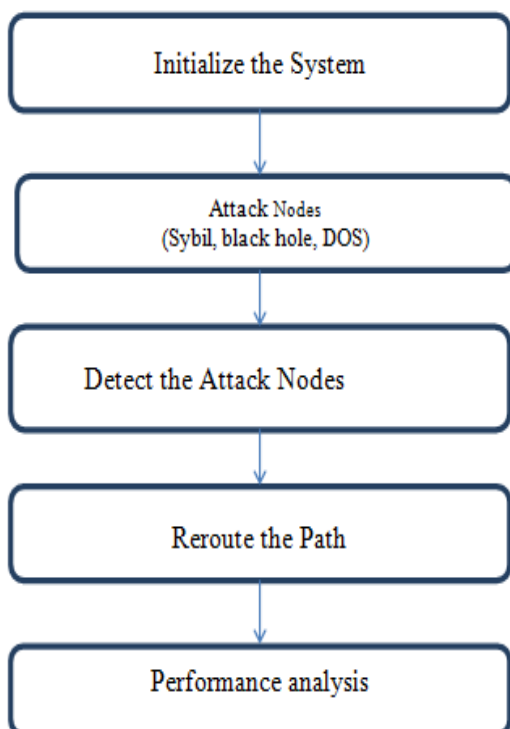 Initialize the System
Attack Nodes
(Sybil, black hole, DOS)
Detect the Attack Nodes
Reroute the Path
Performance analysis